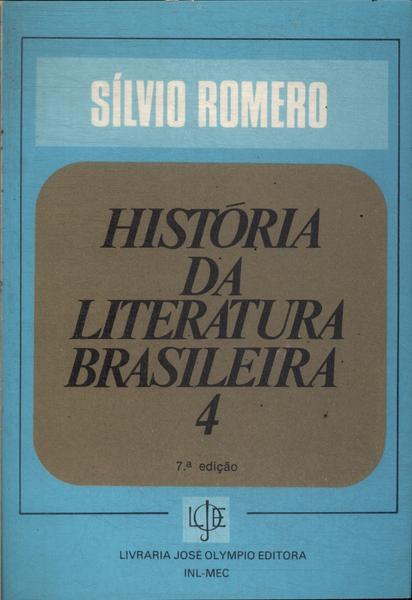 SÍLVIO ROMERO
HISTÓRIA
DA
LITERATURA
BRASILEIRA
4
7.ª edição
LJOE
LIVRARIA JOSÉ OLYMPIO EDITORA
INL-MEC